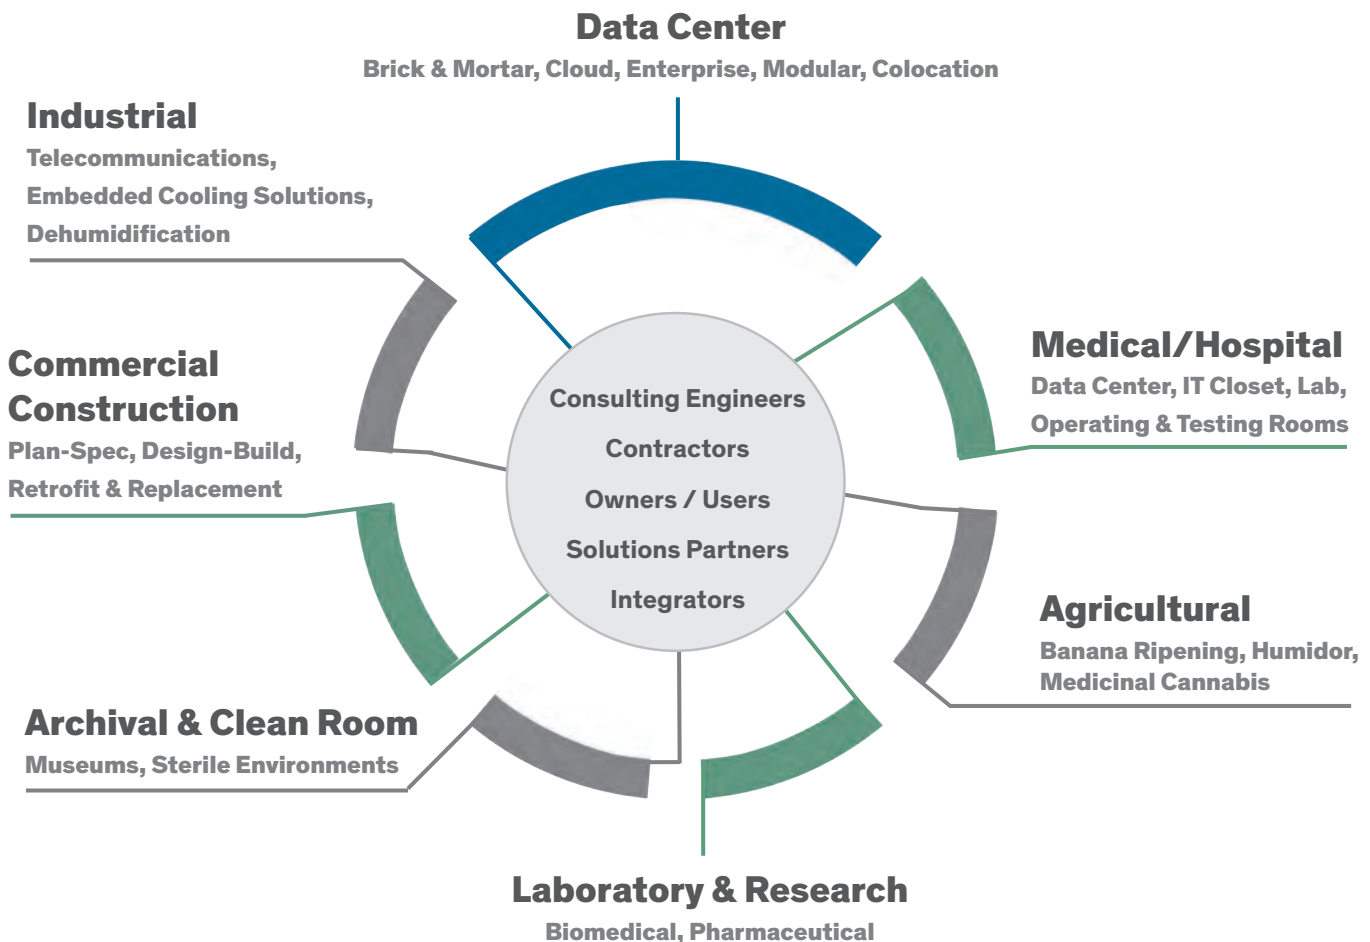 Data Center
Brick & Mortar, Cloud, Enterprise, Modular, Colocation
Industrial
Telecommunications,
Embedded Cooling Solutions,
Dehumidification
Commercial
Construction
Plan-Spec, Design-Build,
Retrofit & Replacement
Archival & Clean Room
Museums, Sterile Environments
Consulting Engineers
Contractors
Owners / Users
Solutions Partners
Integrators
Medical/Hospital
Data Center, IT Closet, Lab,
Operating & Testing Rooms
Agricultural
Banana Ripening, Humidor,
Medicinal Cannabis
Laboratory & Research
Biomedical, Pharmaceutical